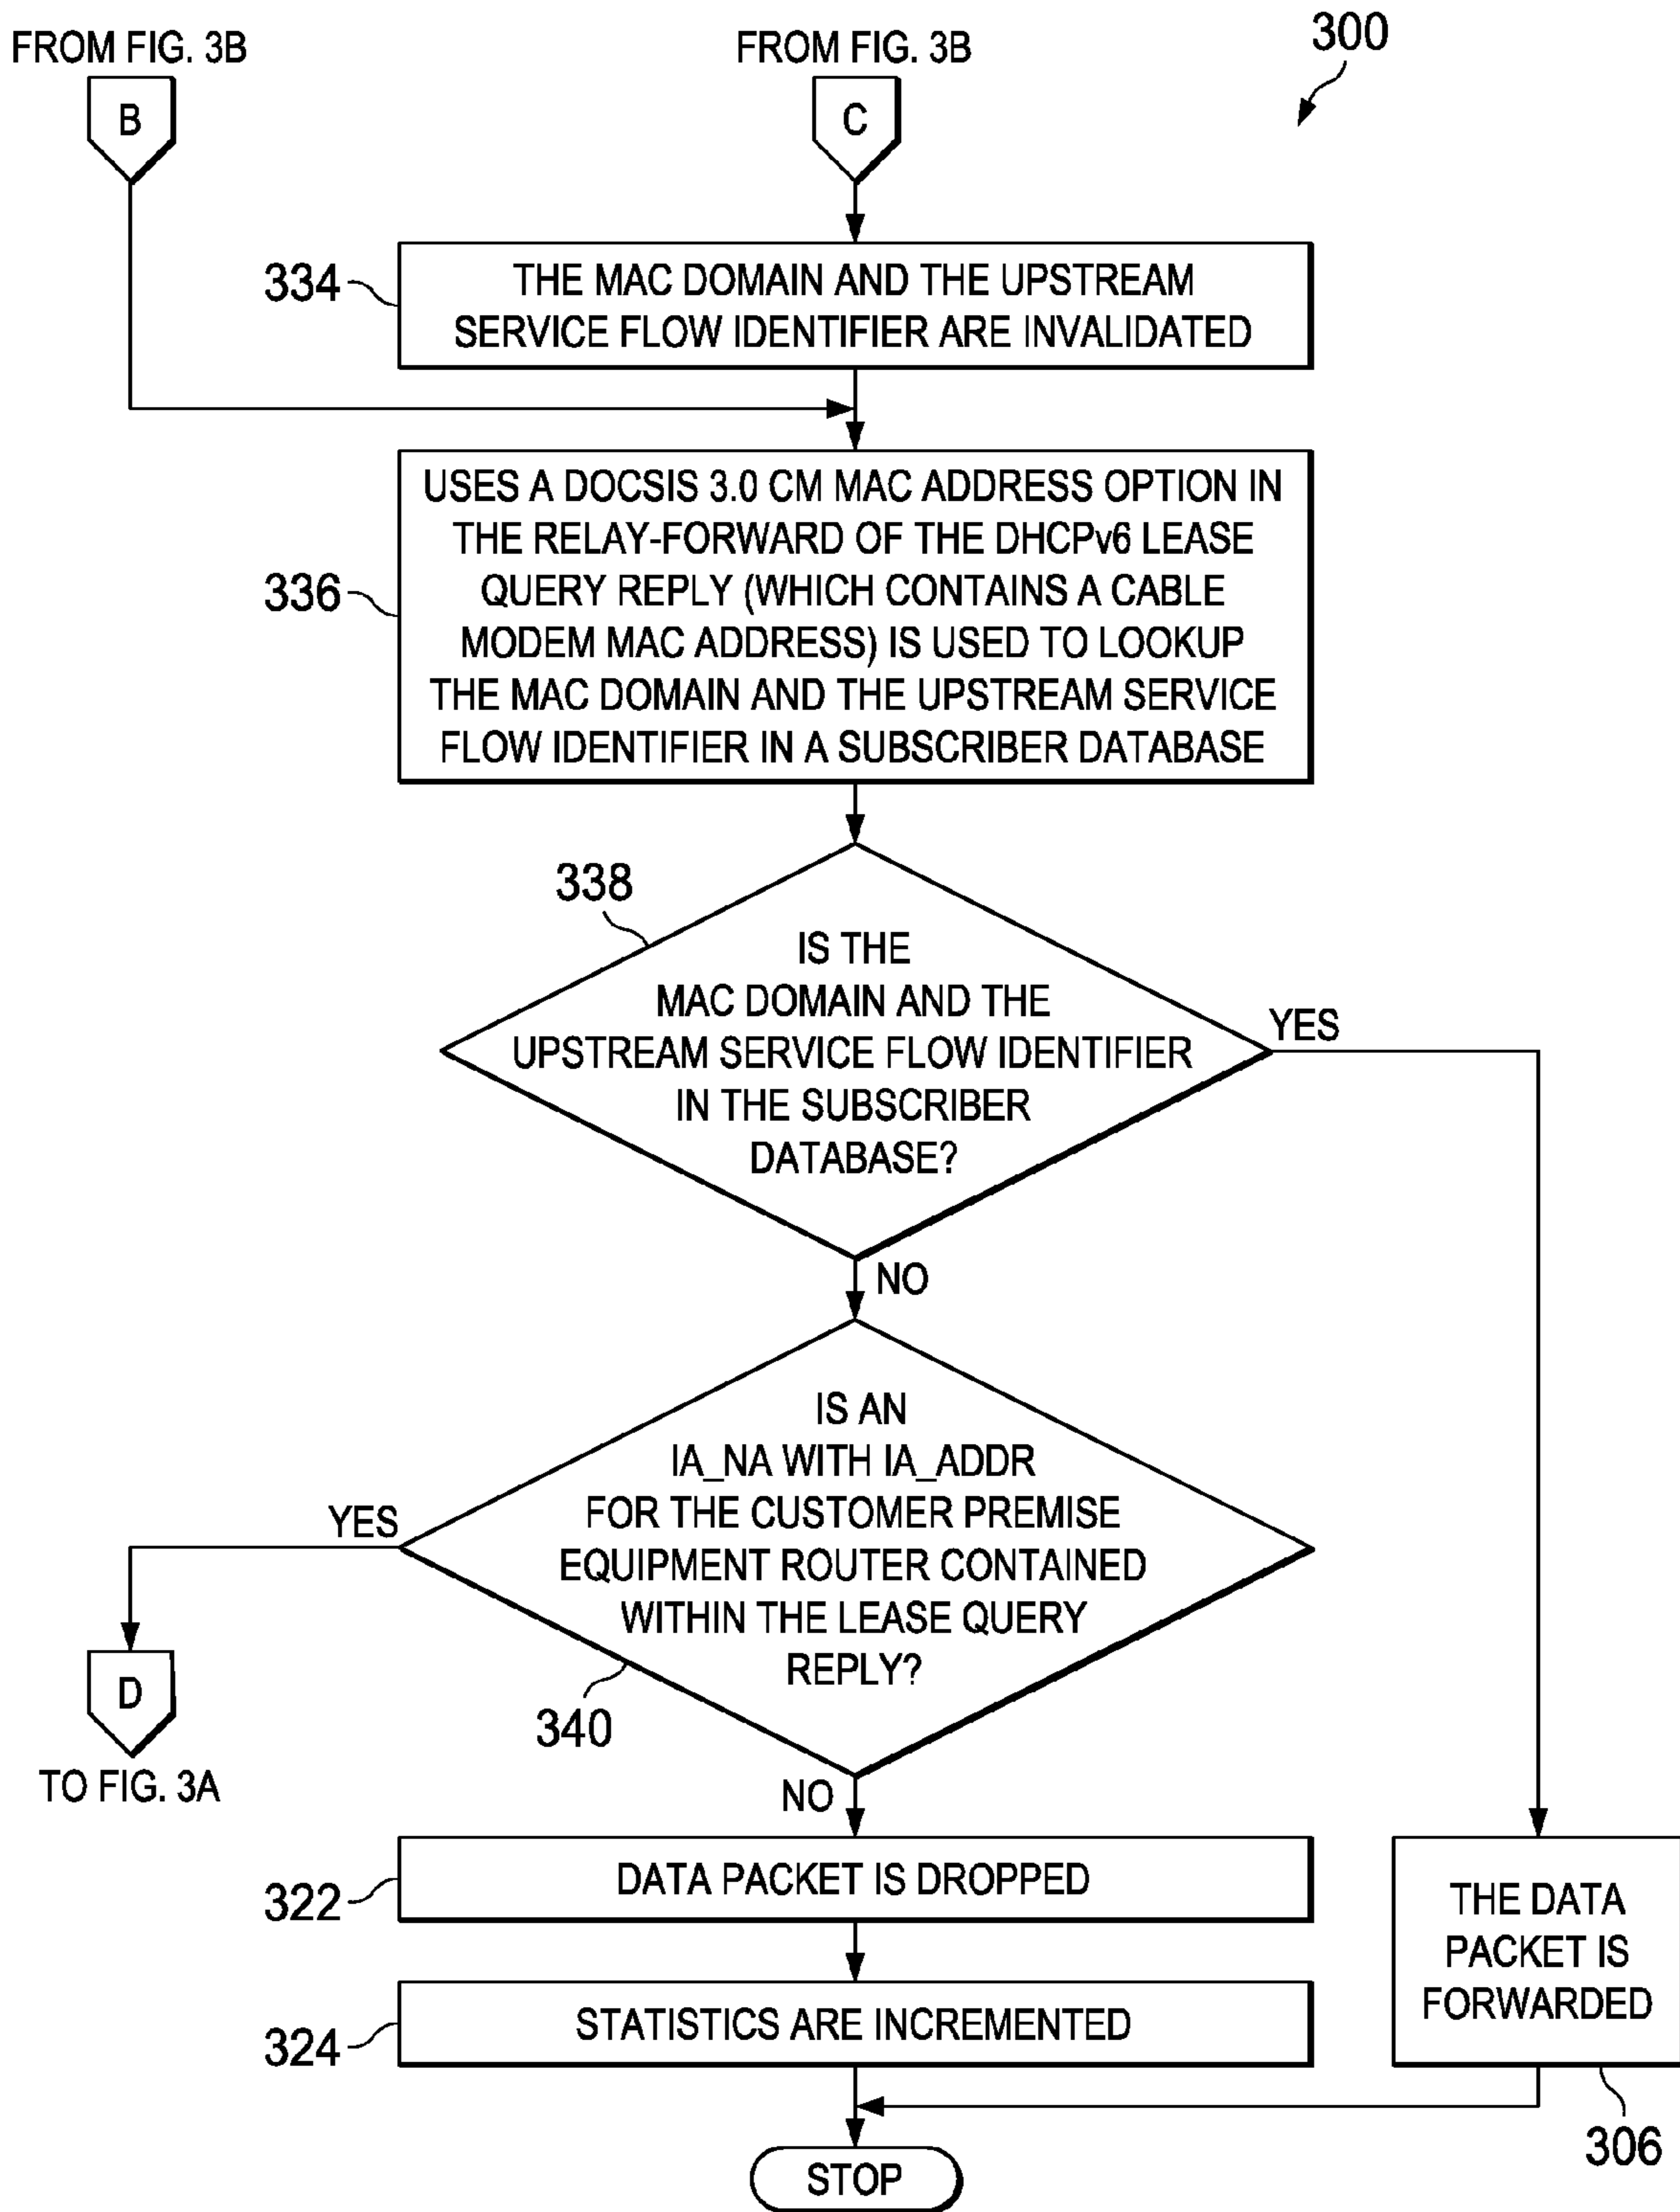 FROM FIG. 3B
B
FROM FIG. 3B
C
300
334
THE MAC DOMAIN AND THE UPSTREAM
SERVICE FLOW IDENTIFIER ARE INVALIDATED
336
USES A DOCSIS 3.0 CM MAC ADDRESS OPTION IN
THE RELAY-FORWARD OF THE DHCPv6 LEASE
QUERY REPLY (WHICH CONTAINS A CABLE
MODEM MAC ADDRESS) IS USED TO LOOKUP
THE MAC DOMAIN AND THE UPSTREAM SERVICE
FLOW IDENTIFIER IN A SUBSCRIBER DATABASE
338
IS THE
MAC DOMAIN AND THE
UPSTREAM SERVICE FLOW IDENTIFIER
IN THE SUBSCRIBER
DATABASE?
YES
NO
IS AN
IA_NA WITH IA_ADDR
FOR THE CUSTOMER PREMISE
EQUIPMENT ROUTER CONTAINED
WITHIN THE LEASE QUERY
REPLY?
YES
340
D
TO FIG. 3A
NO
322
DATA PACKET IS DROPPED
324
STATISTICS ARE INCREMENTED
THE DATA
PACKET IS
FORWARDED
306
STOP